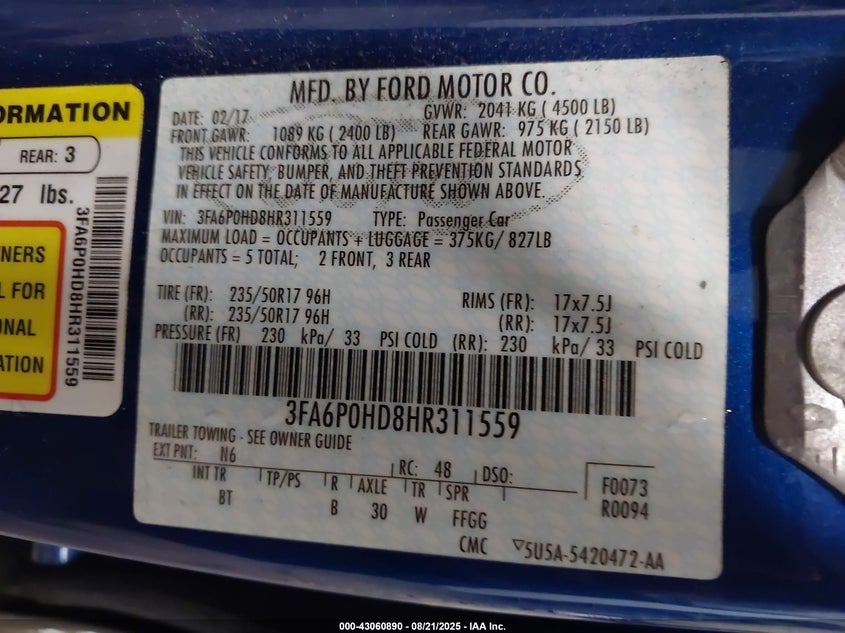 ORMATION
REAR: 3
27 lbs.
3FA6P0HD8HR311559
NERS
L FOR
ONAL
ATION
MFD. BY FORD MOTOR CO.
DATE: 02/17 GVWR: 2041 KG ( 4500 LB)
FRONT GAWR: 1089 KG ( 2400 LB) REAR GAWR: 975 KG ( 2150 LB)
THIS VEHICLE CONFORMS TO ALL APPLICABLE FEDERAL MOTOR
VEHICLE SAFETY, BUMPER, AND THEFT PREVENTION STANDARDS
IN EFFECT ON THE DATE OF MANUFACTURE SHOWN ABOVE.
VIN: 3FA6P0HD8HR311559 TYPE: Passenger Car
MAXIMUM LOAD = OCCUPANTS + LUGGAGE = 375KG/ 827LB
OCCUPANTS = 5 TOTAL; 2 FRONT, 3 REAR
TIRE (FR): 235/50R17 96H RIMS (FR): 17x7.5J
(RR): 235/50R17 96H (RR): 17x7.5J
PRESSURE (FR) 230 kPa/ 33 PSI COLD (RR): 230 kPa/ 33 PSI COLD
3FA6P0HD8HR311559
TRAILER TOWING - SEE OWNER GUIDE
EXT PNT: N6 RC: 48 DSO:
INT TR TP/PS R AXLE TR SPR
BT B 30 W FFGG
F0073
R0094
CMC 5U5A-5420472-AA
000-43060890 - 08/21/2025 - IAA Inc.